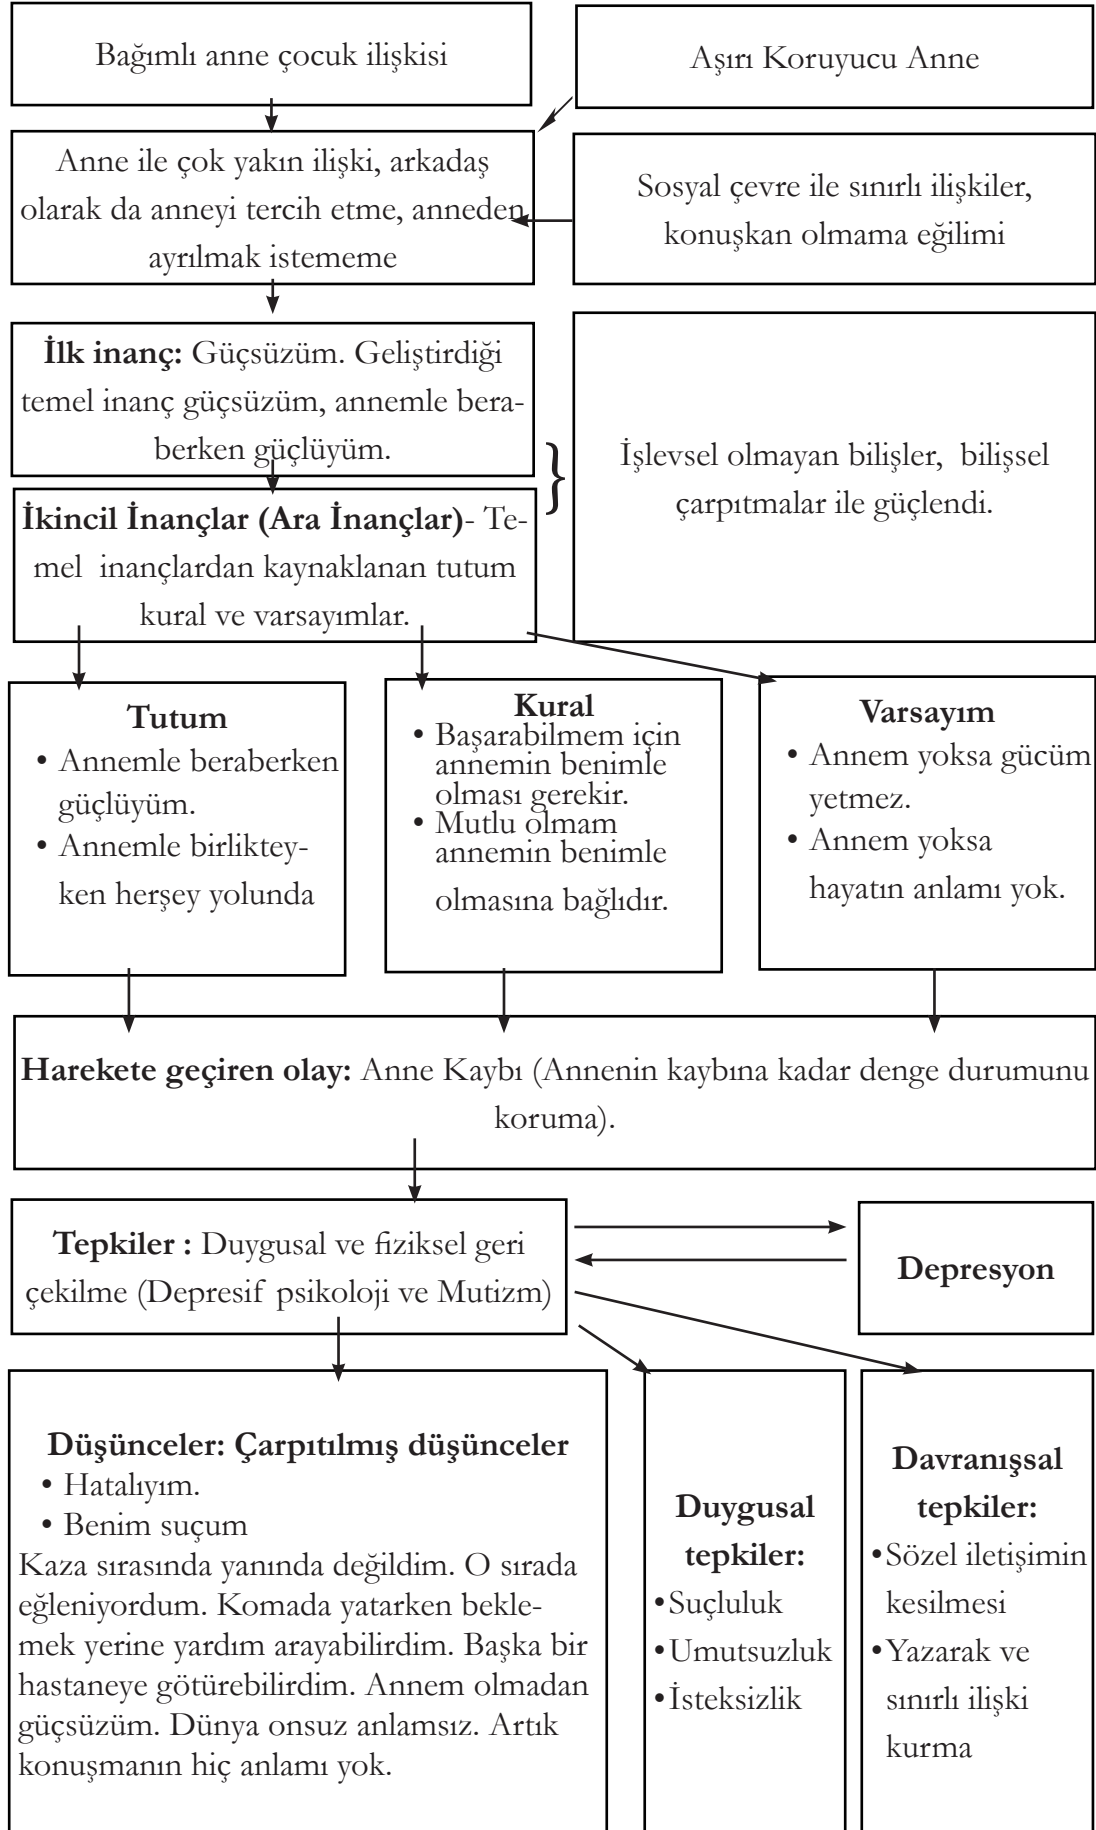 Bağımlı anne çocuk ilişkisi
Aşırı Koruyucu Anne
Anne ile çok yakın ilişki, arkadaş
olarak da anneyi tercih etme, anneden
ayrılmak istememe
Sosyal çevre ile sınırlı ilişkiler,
konuşkan olmama eğilimi
İlk inanç: Güçsüzüm. Geliştirdiği
temel inanç güçsüzüm, annemle bera-
berken güçlüyüm.
}
İşlevsel olmayan bilişler, bilişsel
çarpıtmalar ile güçlendi.
İkincil İnançlar (Ara İnançlar)- Te-
mel inançlardan kaynaklanan tutum
kural ve varsayımlar.
Tutum
• Annemle beraberken
güçlüyüm.
• Annemle birliktey-
ken herşey yolunda
Kural
• Başarabilmem için
annemin benimle
olması gerekir.
• Mutlu olmam
annemin benimle
olmasına bağlıdır.
Varsayım
• Annem yoksa gücüm
yetmez.
• Annem yoksa
hayatın anlamı yok.
Harekete geçiren olay: Anne Kaybı (Annenin kaybına kadar denge durumunu
koruma).
Tepkiler : Duygusal ve fiziksel geri
çekilme (Depresif psikoloji ve Mutizm)
Depresyon
Düşünceler: Çarpıtılmış düşünceler
• Hatalıyım.
• Benim suçum
Kaza sırasında yanında değildim. O sırada
eğleniyordum. Komada yatarken bekle-
mek yerine yardım arayabilirdim. Başka bir
hastaneye götürebilirdim. Annem olmadan
güçsüzüm. Dünya onsuz anlamsız. Artık
konuşmanın hiç anlamı yok.
Duygusal
tepkiler:
• Suçluluk
• Umutsuzluk
• İsteksizlik
Davranışsal
tepkiler:
• Sözel iletişimin
kesilmesi
• Yazarak ve
sınırlı ilişki
kurma